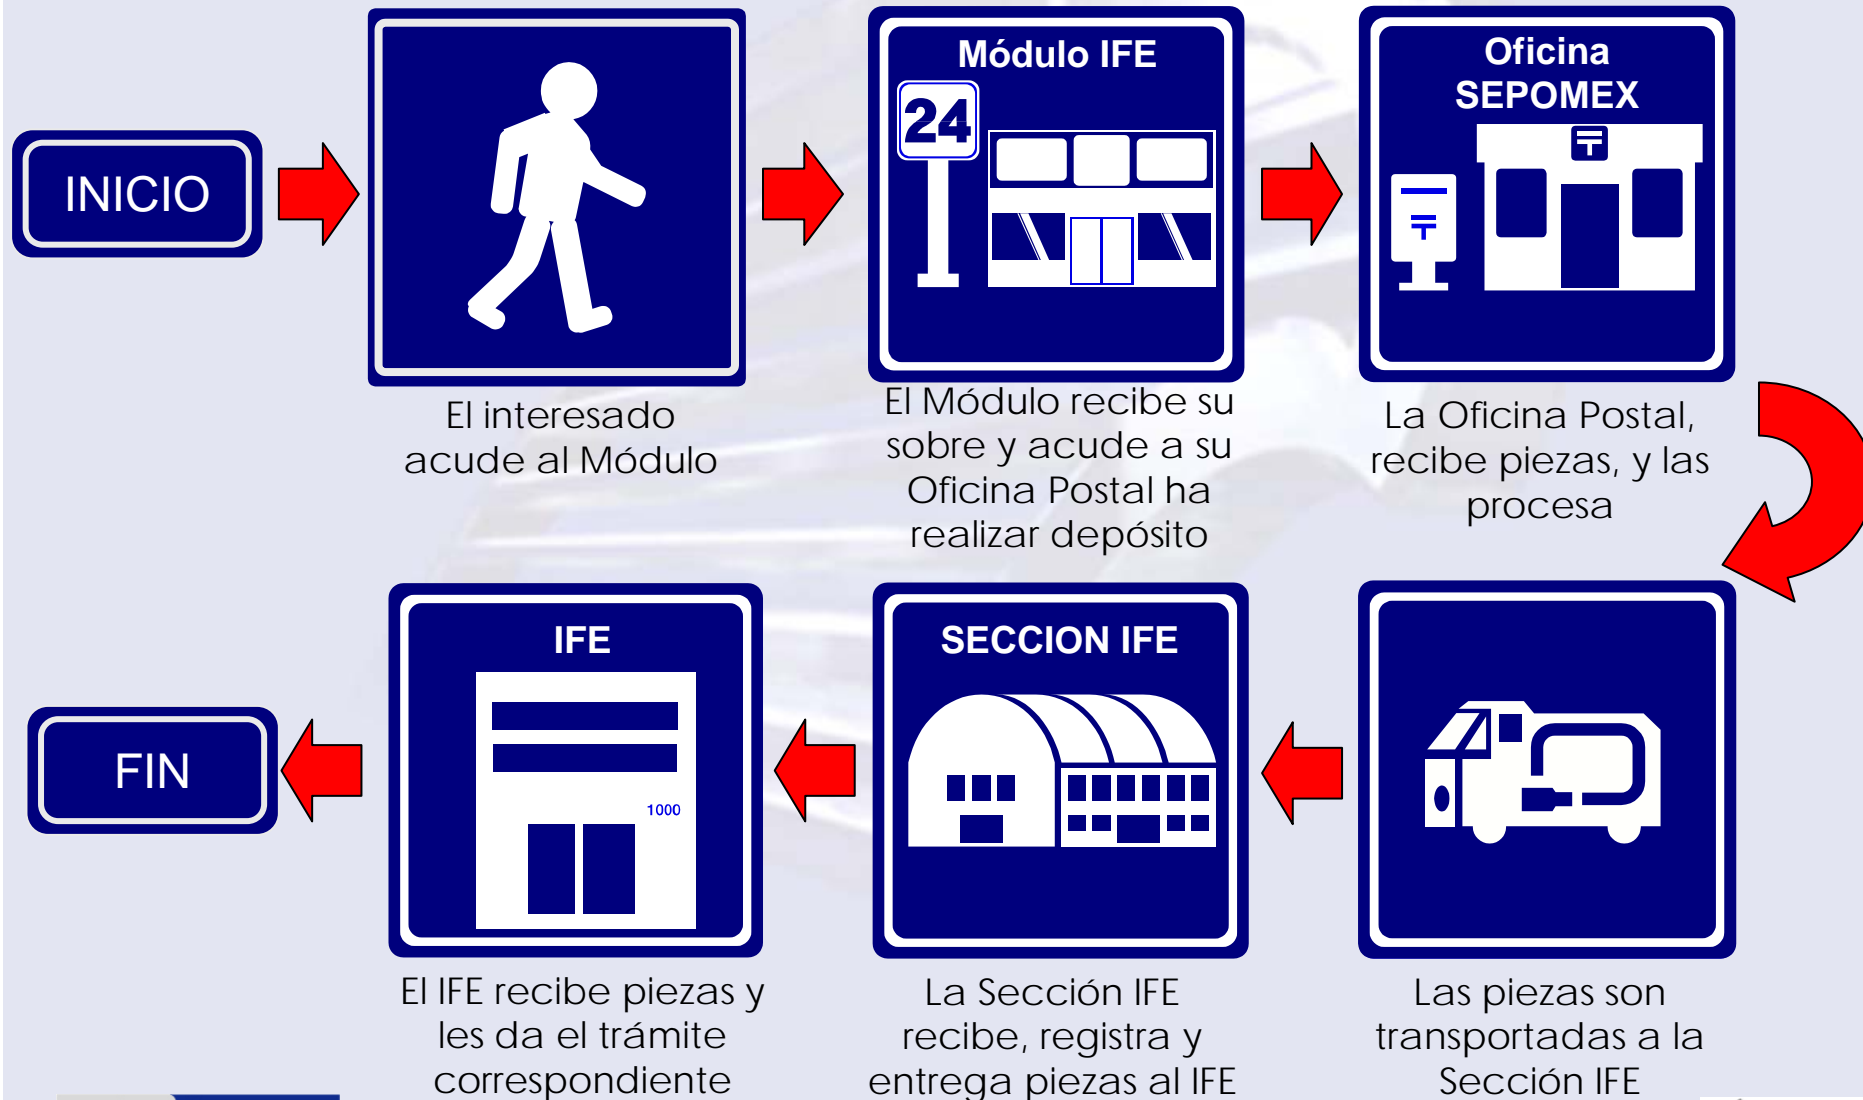 INICIO
El interesado
acude al Módulo
Módulo IFE
24
El Módulo recibe su
sobre y acude a su
Oficina Postal ha
realizar depósito
Oficina
SEPOMEX
La Oficina Postal,
recibe piezas, y las
procesa
Las piezas son
transportadas a la
Sección IFE
SECCION IFE
La Sección IFE
recibe, registra y
entrega piezas al IFE
IFE
1000
El IFE recibe piezas y
les da el trámite
correspondiente
FIN